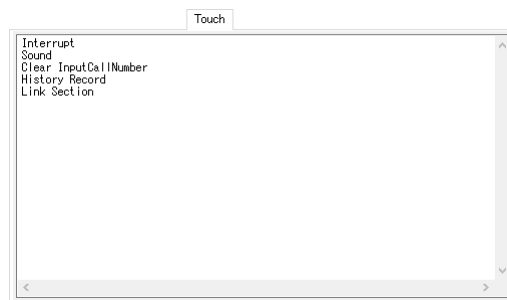 Touch
Interrupt
Sound
Clear InputCallNumber
History Record
Link Section